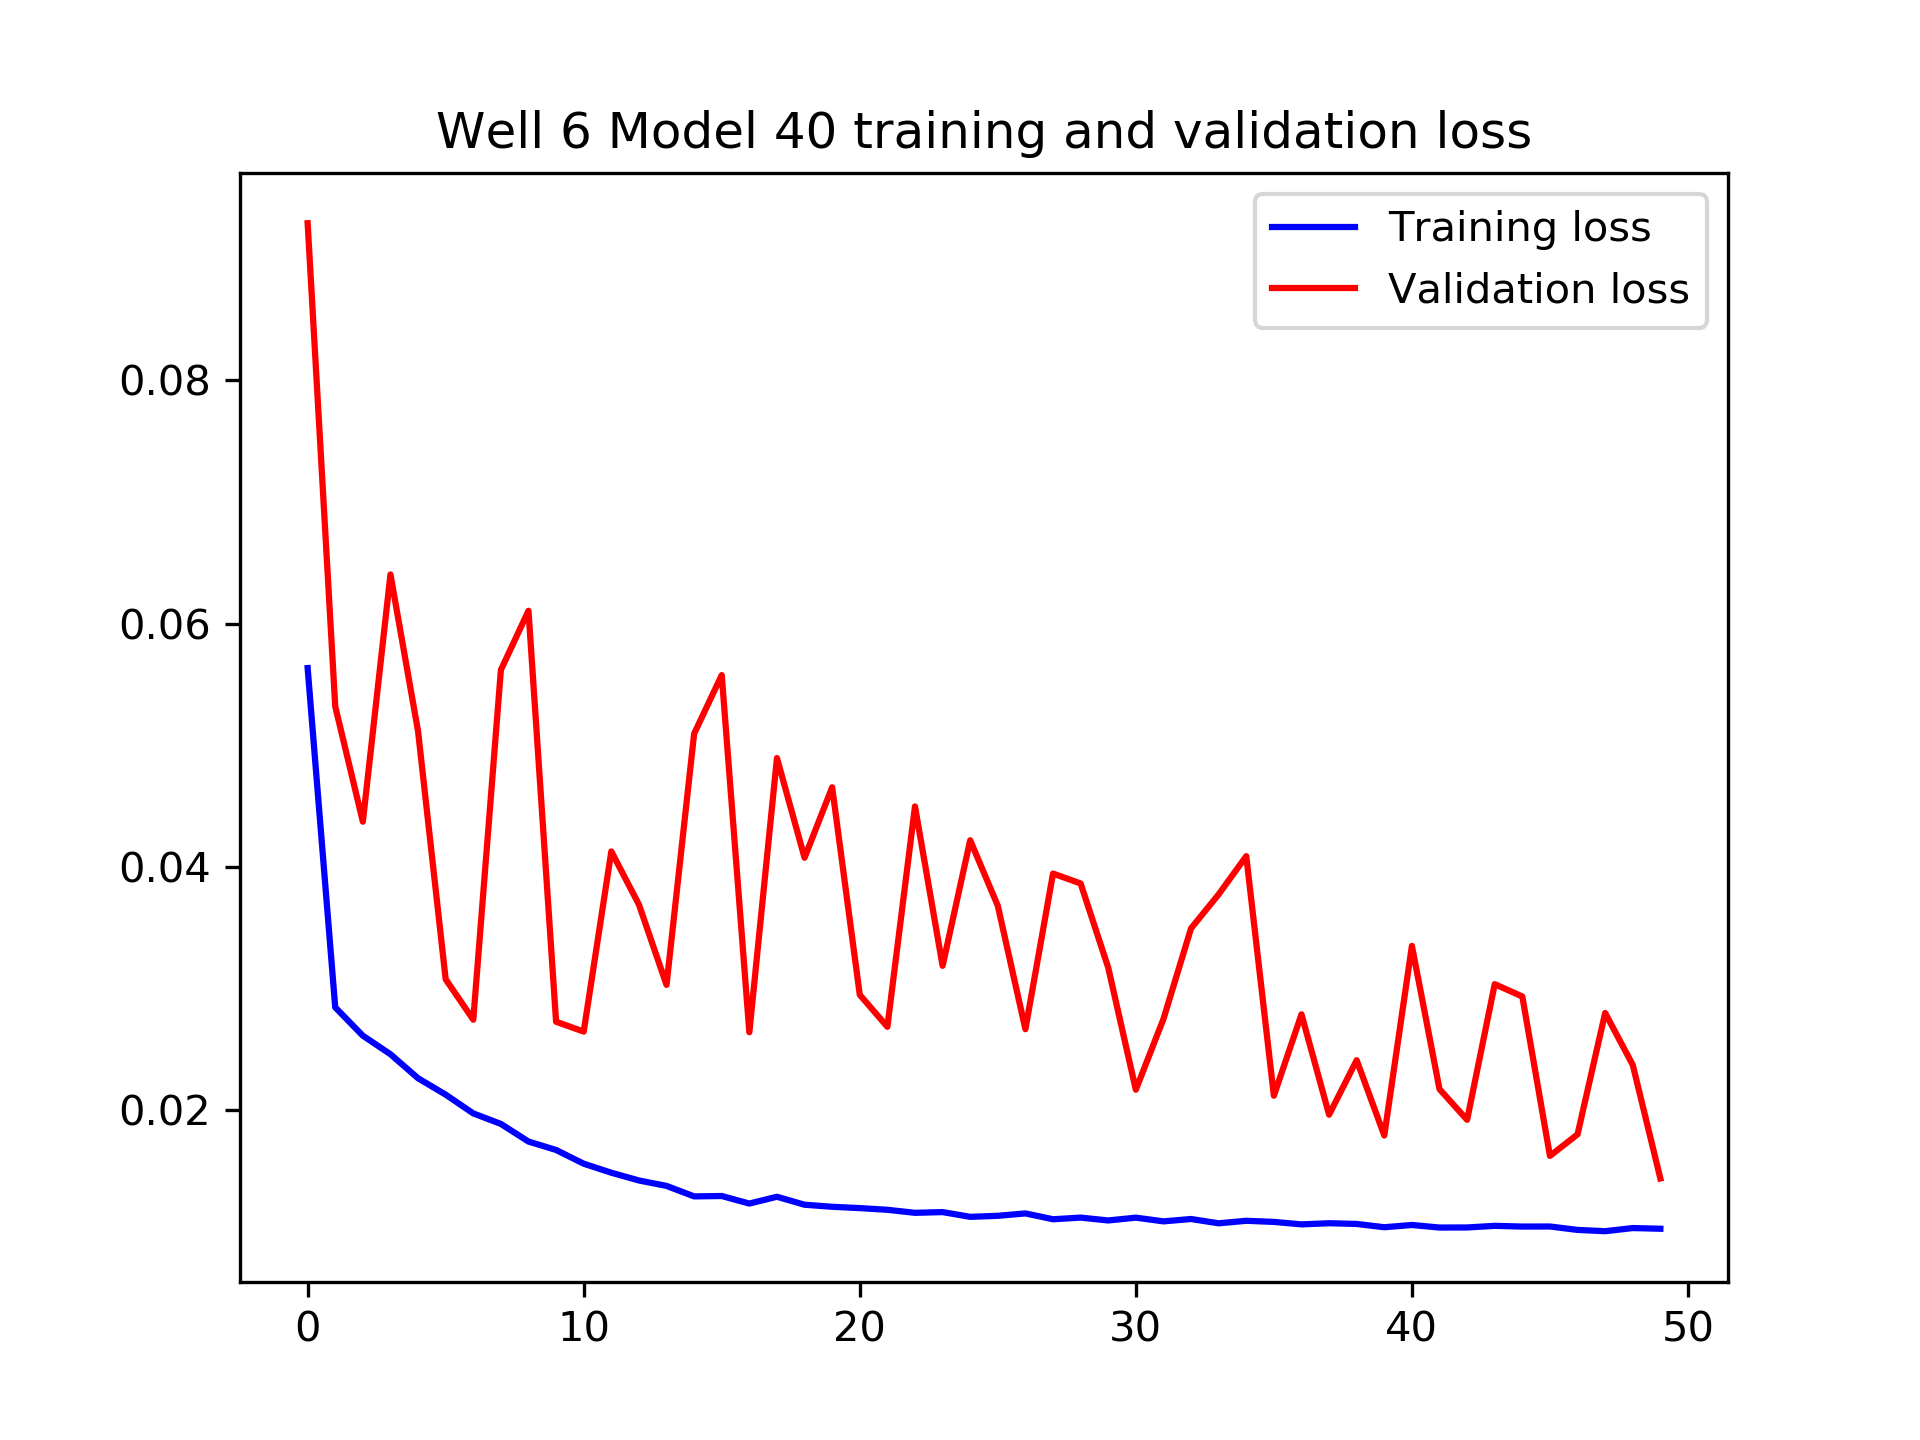 Well 6 Model 40 training and validation loss
Training loss
Validation loss
0.08
0.06
0.04
0.02
0 10 20 30 40 50